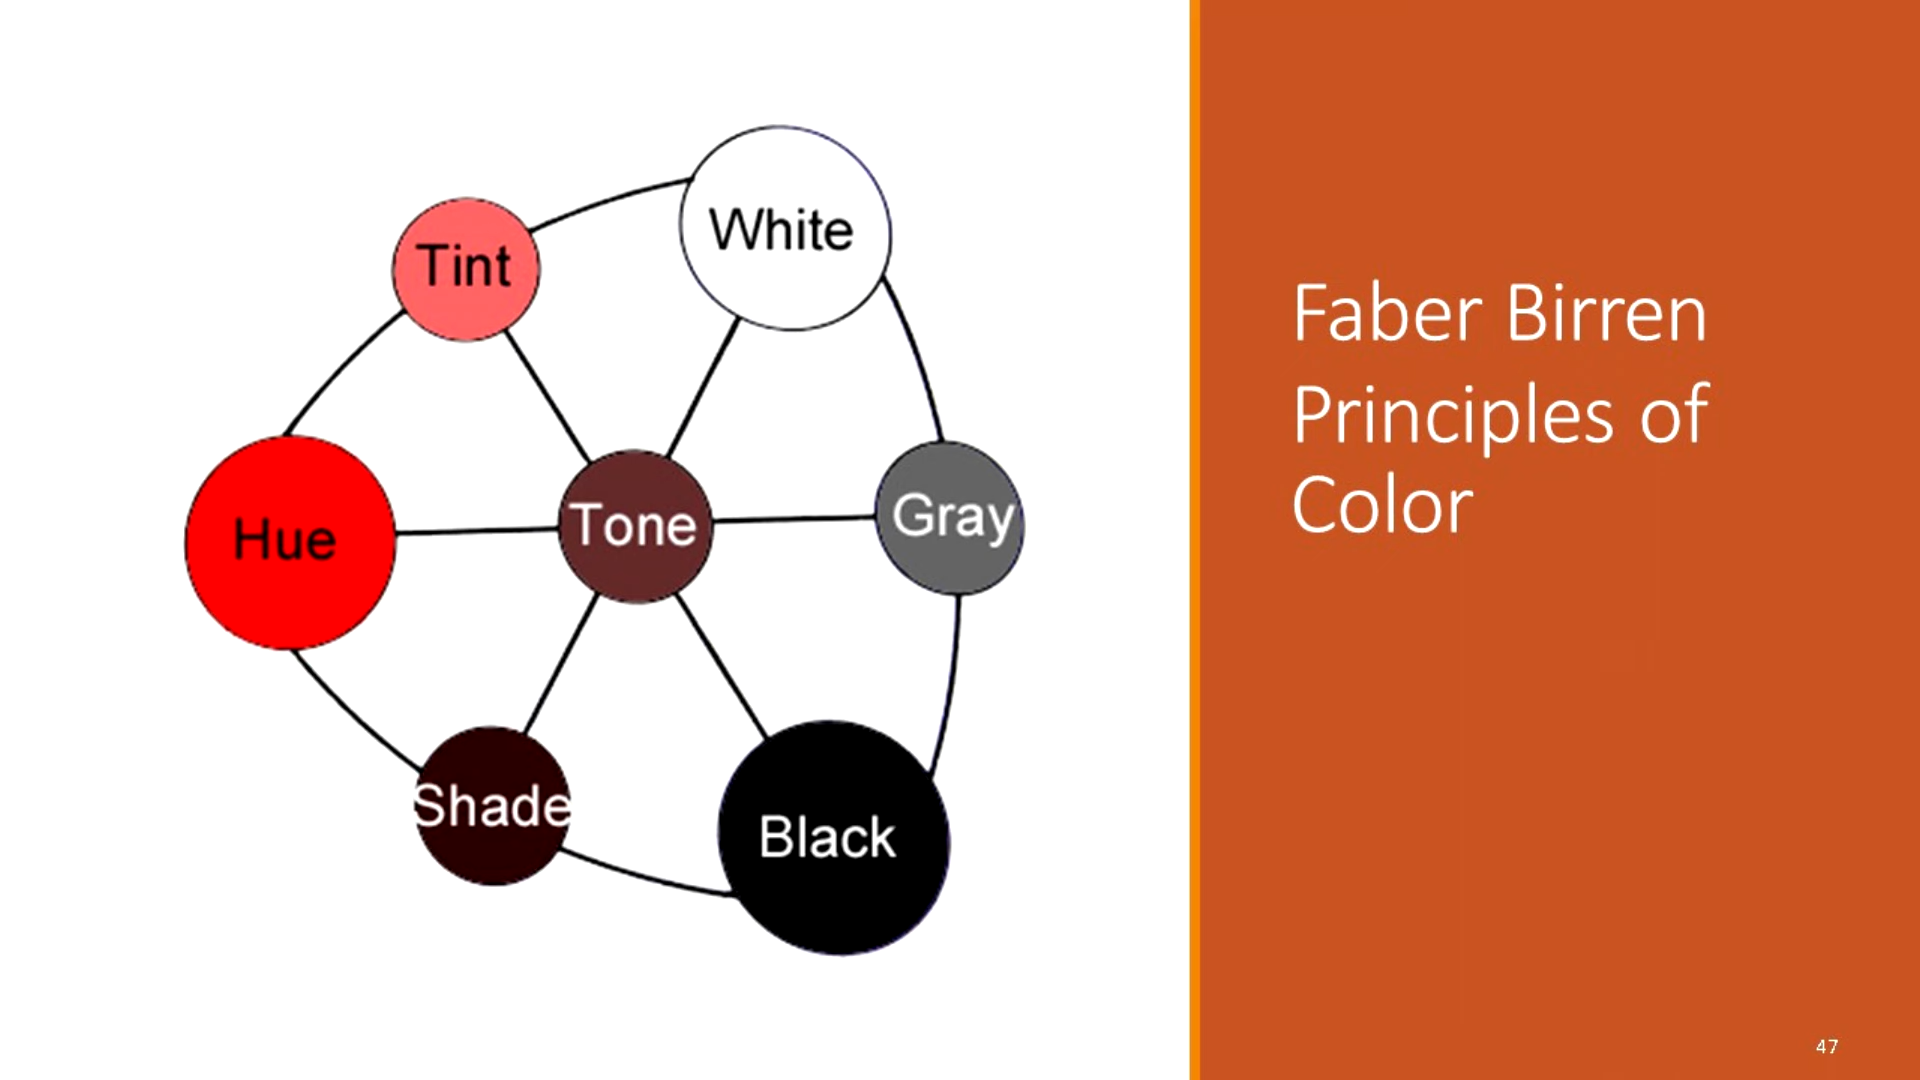 White
Tint
Hue
Tone
Gray
Shade
Black
Faber Birren
Principles of
Color
47